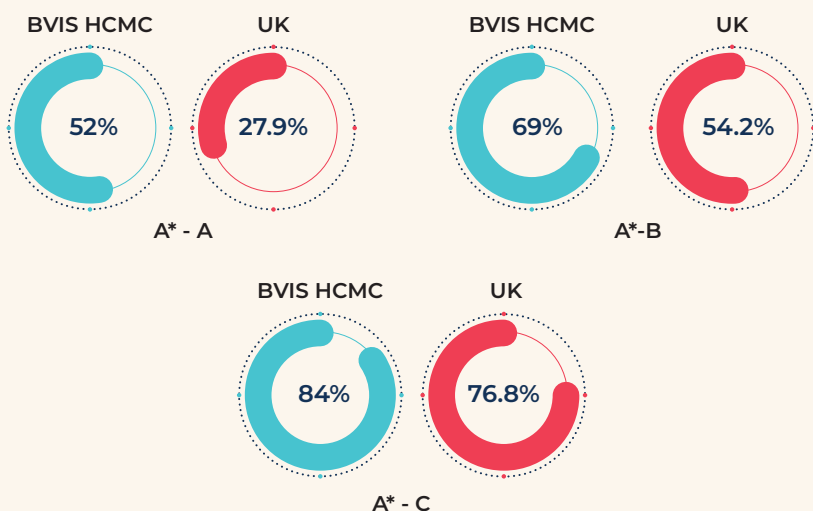 BVIS HCMC
UK
52%
27.9%
A* - A
BVIS HCMC
UK
69%
54.2%
A*-B
BVIS HCMC
UK
84%
76.8%
A* - C